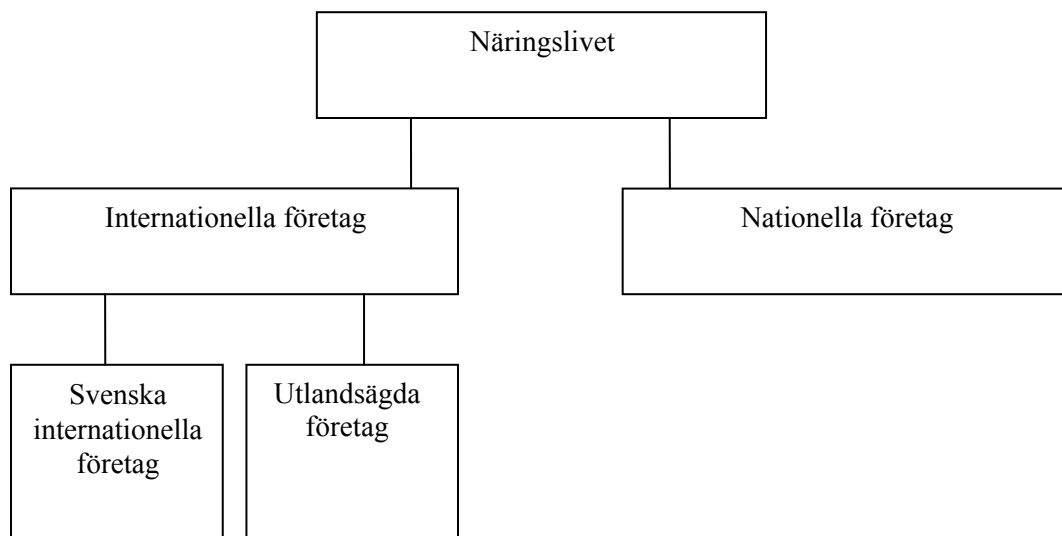 Näringslivet
Internationella företag
Nationella företag
Svenska
internationella
företag
Utlandsägda
företag